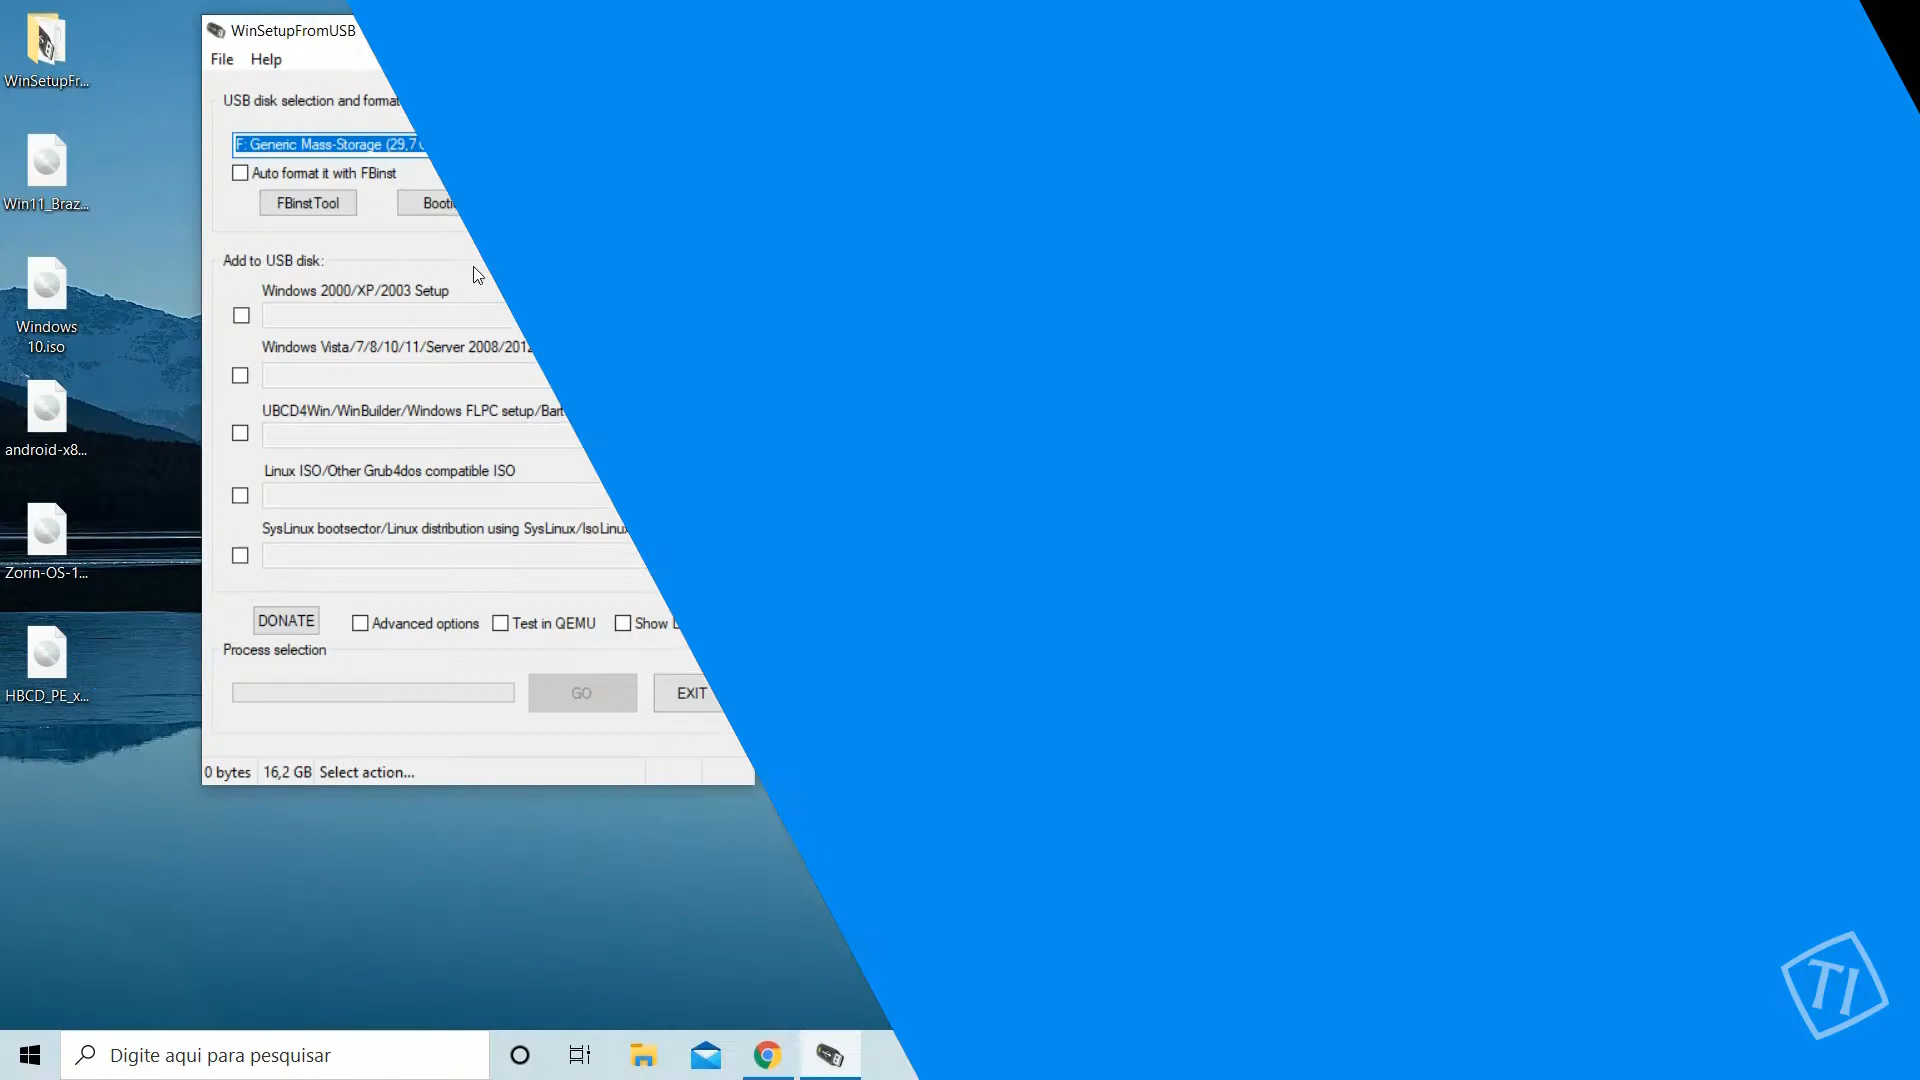 WinSetupFr...
Win11_Braz...
Windows
10.iso
android-x8...
Zorin-OS-1...
HBCD_PE_x...
WinSetupFromUSB
File Help
USB disk selection and format
F: Generic Mass-Storage (29,7
Auto format it with FBinst
FBinstTool
Add to USB disk:
Windows 2000/XP/2003 Setup
Windows Vista/7/8/10/11/Server 2008/2012
UBCD4Win/WinBuilder/Windows FLPC setup/Bart
Linux ISO/Other Grub4dos compatible ISO
SysLinux bootsector/Linux distribution using SysLinux/IsoLinux
DONATE Advanced options Test in QEMU Show
Process selection
GO EXIT
0 bytes 16,2 GB Select action...
Digite aqui para pesquisar
TI